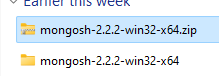 Earlier this week
mongosh-2.2.2-win32-x64.zip
mongosh-2.2.2-win32-x64